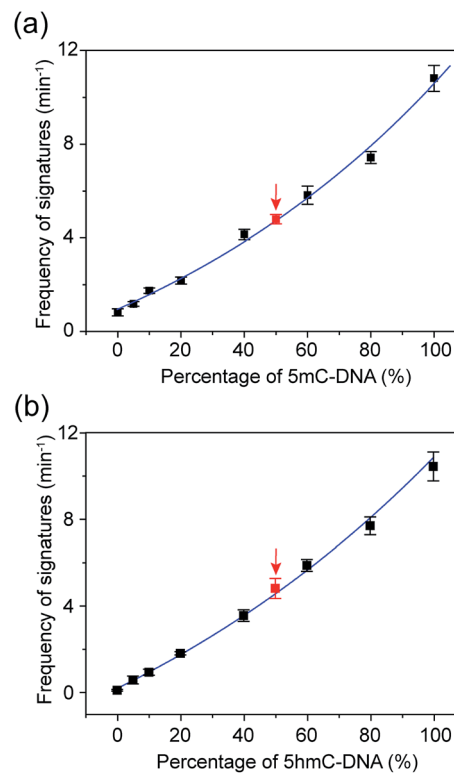 (a)
12
8
4
0
Frequency of signatures (min⁻¹)
0 20 40 60 80 100
Percentage of 5mC-DNA (%)
(b)
12
8
4
0
Frequency of signatures (min⁻¹)
0 20 40 60 80 100
Percentage of 5hmC-DNA (%)